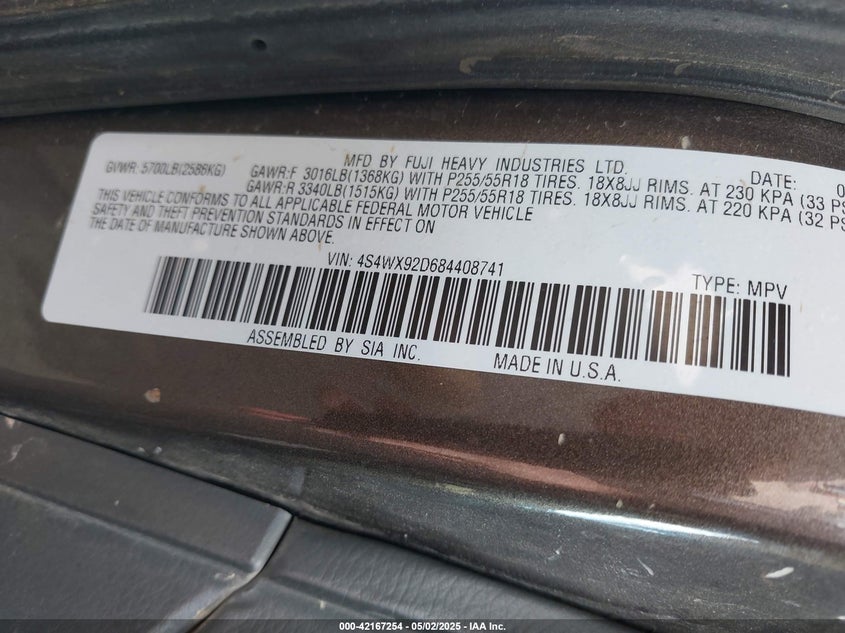 MFD BY FUJI HEAVY INDUSTRIES LTD. DATE: 0
GVWR: 5700LB(2586KG) GAWR:F 3016LB(1368KG) WITH P255/55R18 TIRES. 18X8JJ RIMS. AT 230 KPA (33 PS
GAWR:R 3340LB(1515KG) WITH P255/55R18 TIRES. 18X8JJ RIMS. AT 220 KPA (32 PS
THIS VEHICLE CONFORMS TO ALL APPLICABLE FEDERAL MOTOR VEHICLE
SAFETY AND THEFT PREVENTION STANDARDS IN EFFECT ON
THE DATE OF MANUFACTURE SHOWN ABOVE.
VIN: 4S4WX92D684408741 TYPE: MPV
ASSEMBLED BY SIA INC. MADE IN U.S.A.
000-42167254 - 05/02/2025 - IAA Inc.